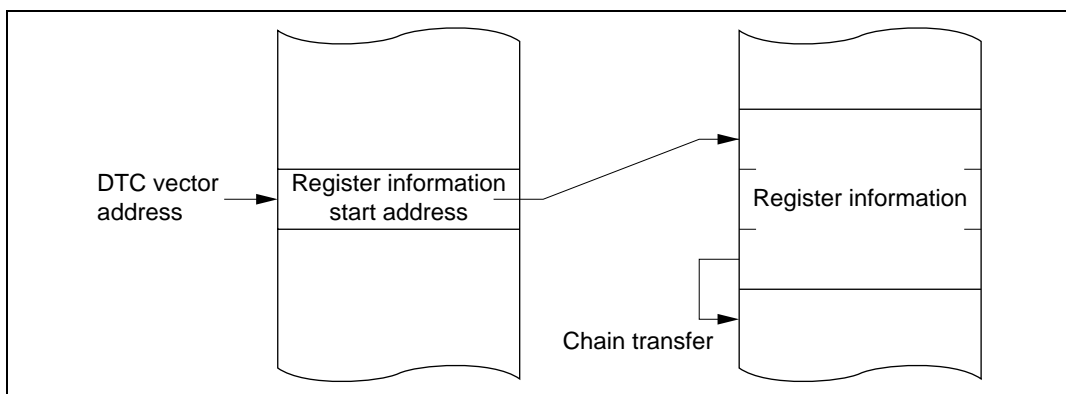 DTC vector
address
Register information
start address
Register information
Chain transfer